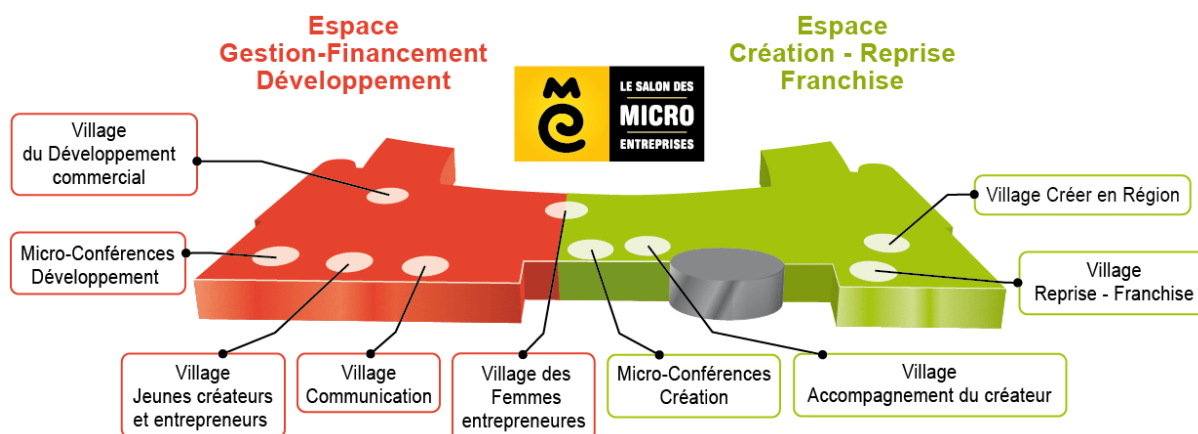 Espace
Gestion-Financement
Développement
Espace
Création - Reprise
Franchise
LE SALON DES
MICRO
ENTREPRISES
Village
du Développement
commercial
Micro-Conférences
Développement
Village Créer en Région
Village
Reprise - Franchise
Village
Jeunes créateurs
et entrepreneurs
Village
Communication
Village des
Femmes
entrepreneures
Micro-Conférences
Création
Village
Accompagnement du créateur